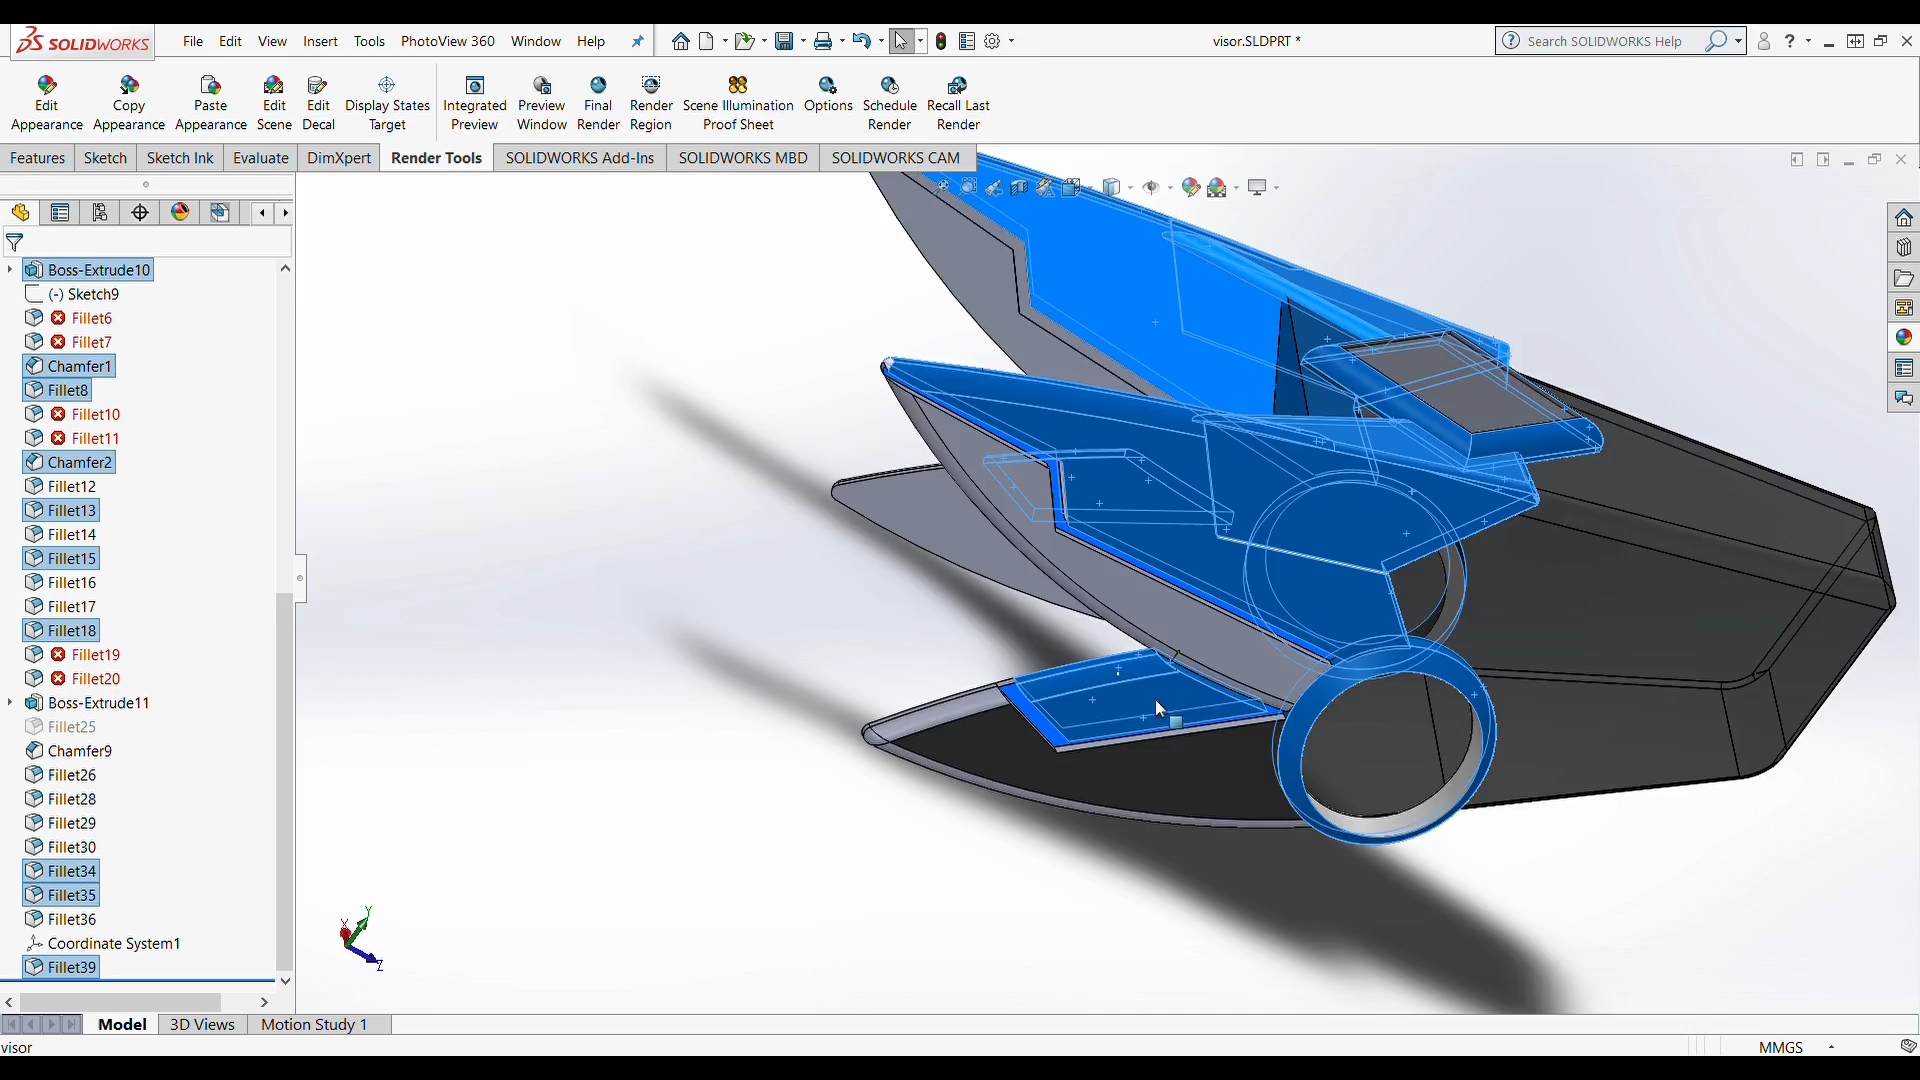 SOLIDWORKS
File Edit View Insert Tools PhotoView 360 Window Help
visor.SLDPRT *
Search SOLIDWORKS Help
?
Edit Appearance
Copy Appearance
Paste Appearance
Edit Scene
Edit Decal
Display States Target
Integrated Preview
Preview Window
Final Render
Render Region
Scene Illumination Proof Sheet
Options
Schedule Render
Recall Last Render
Features Sketch Sketch Ink Evaluate DimXpert Render Tools SOLIDWORKS Add-Ins SOLIDWORKS MBD SOLIDWORKS CAM
Boss-Extrude10
(-) Sketch9
Fillet6
Fillet7
Chamfer1
Fillet8
Fillet10
Fillet11
Chamfer2
Fillet12
Fillet13
Fillet14
Fillet15
Fillet16
Fillet17
Fillet18
Fillet19
Fillet20
Boss-Extrude11
Fillet25
Chamfer9
Fillet26
Fillet28
Fillet29
Fillet30
Fillet34
Fillet35
Fillet36
Coordinate System1
Fillet39
X Y
Z
Model 3D Views Motion Study 1
visor
MMGS